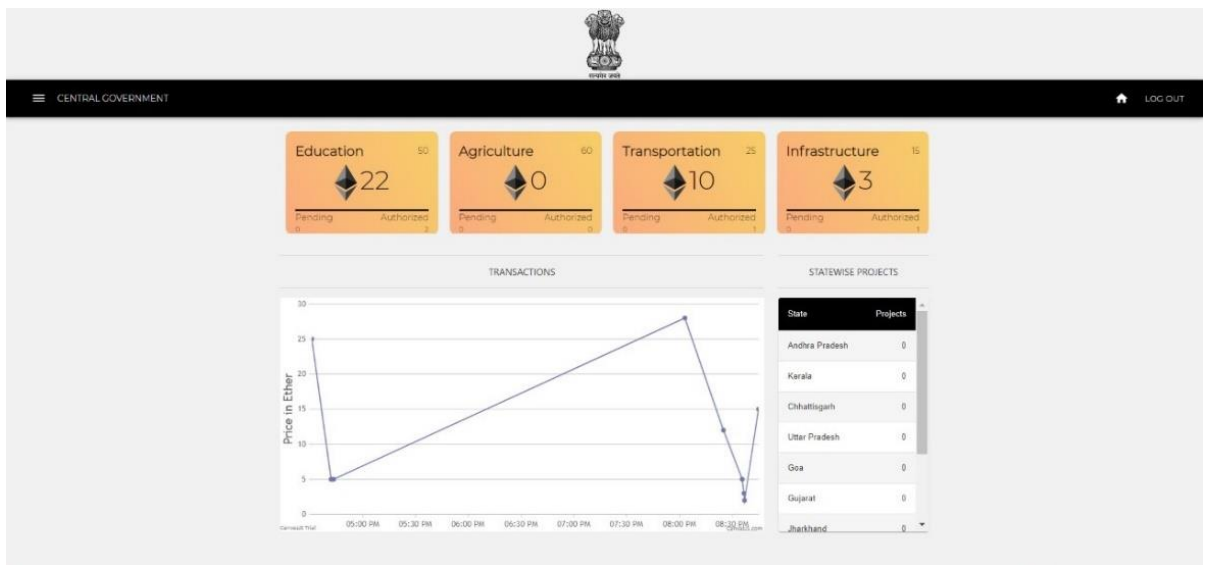 सत्यमेव जयते
CENTRAL GOVERNMENT
LOG OUT
Education 50
22
Pending Authorized
0 2
Agriculture 60
0
Pending Authorized
0 0
Transportation 25
10
Pending Authorized
0 1
Infrastructure 15
3
Pending Authorized
0 1
TRANSACTIONS
STATEWISE PROJECTS
Price in Ether
30
25
20
15
10
5
0
05:00 PM 05:30 PM 06:00 PM 06:30 PM 07:00 PM 07:30 PM 08:00 PM 08:30 PM
CanvasJS Trial
CanvasJS.com
State Projects
Andhra Pradesh 0
Kerala 0
Chhattisgarh 0
Uttar Pradesh 0
Goa 0
Gujarat 0
Jharkhand 0